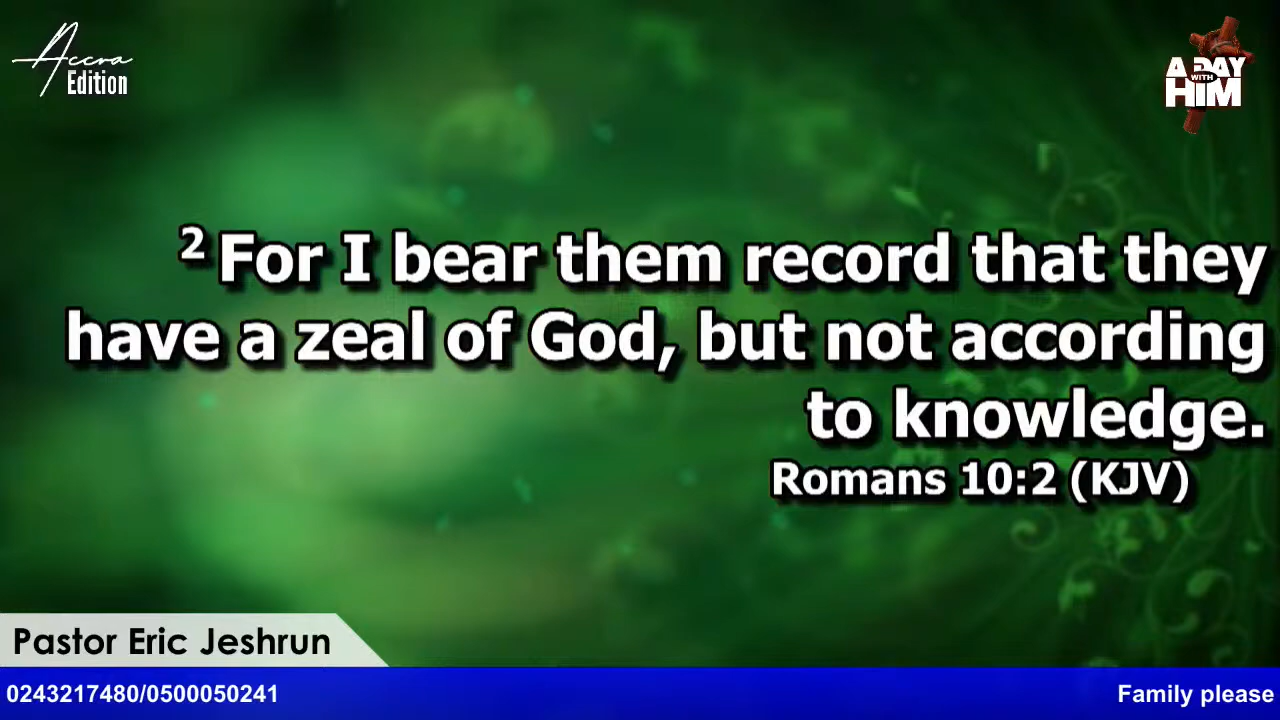 Accra
Edition
A DAY
WITH
HIM
2 For I bear them record that they
have a zeal of God, but not according
to knowledge.
Romans 10:2 (KJV)
Pastor Eric Jeshrun
0243217480/0500050241
Family please